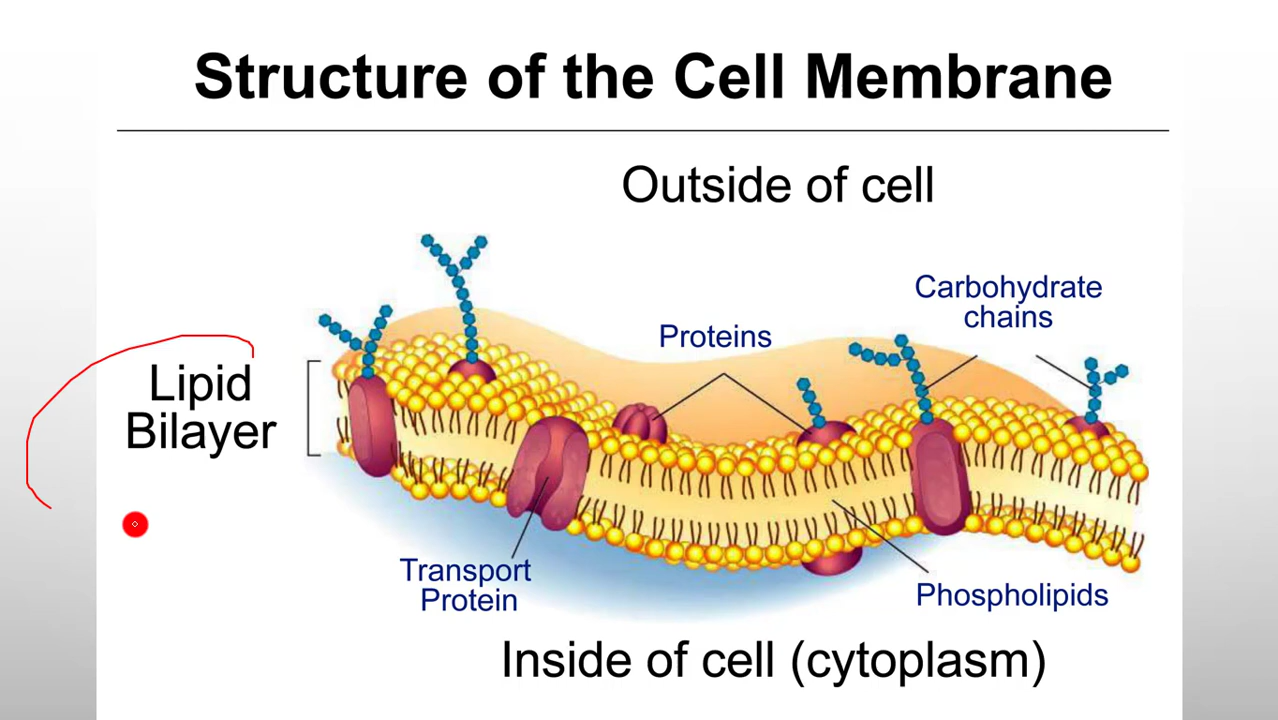 Structure of the Cell Membrane
Outside of cell
Carbohydrate
chains
Proteins
Lipid
Bilayer
Transport
Protein
Phospholipids
Inside of cell (cytoplasm)